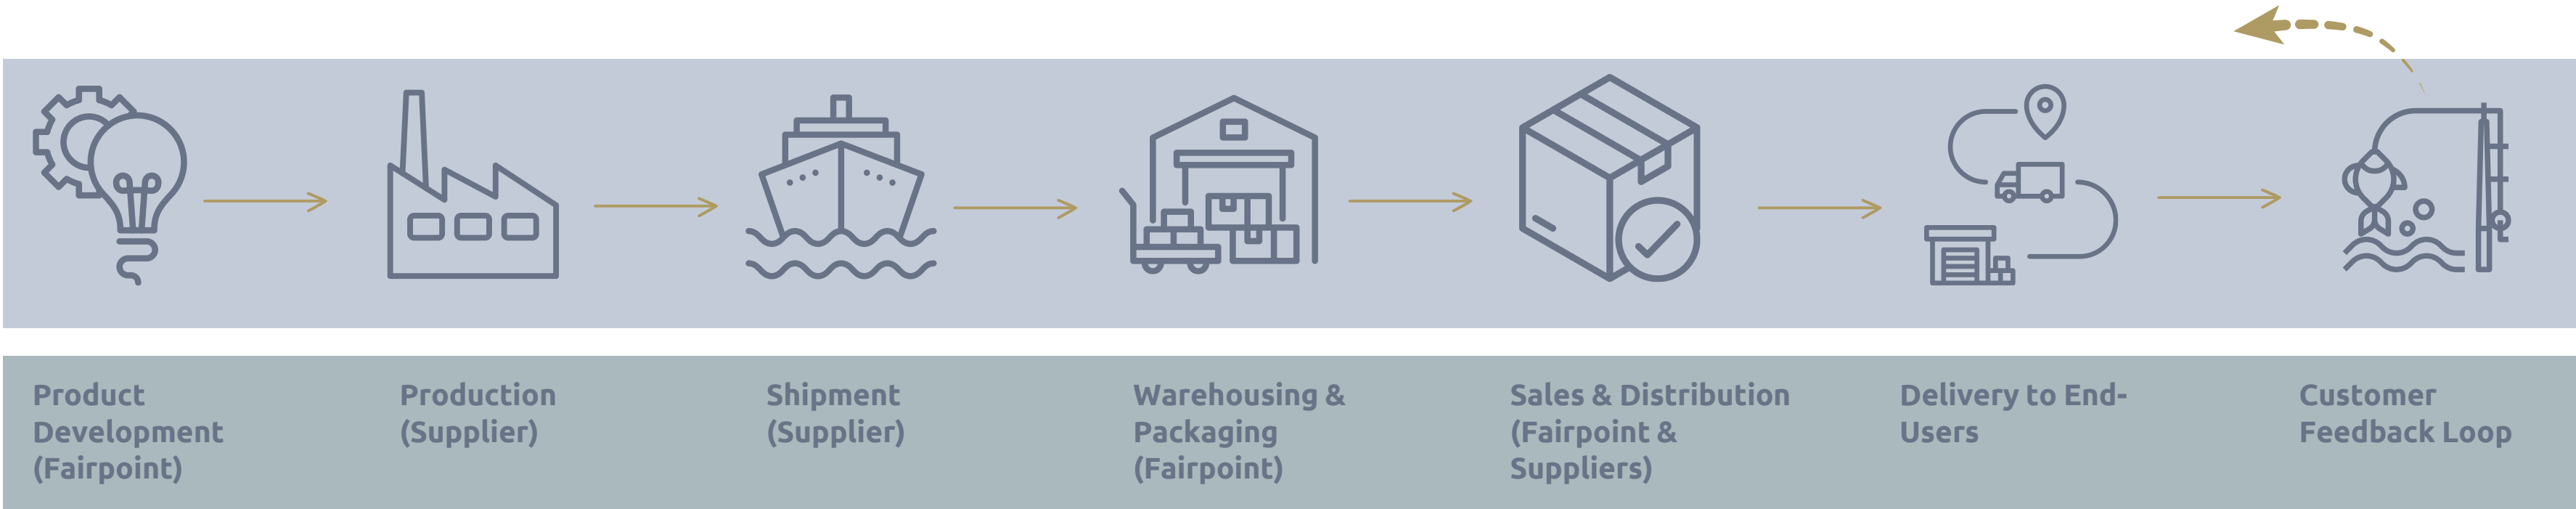 Product
Development
(Fairpoint)
Production
(Supplier)
Shipment
(Supplier)
Warehousing &
Packaging
(Fairpoint)
Sales & Distribution
(Fairpoint &
Suppliers)
Delivery to End-
Users
Customer
Feedback Loop